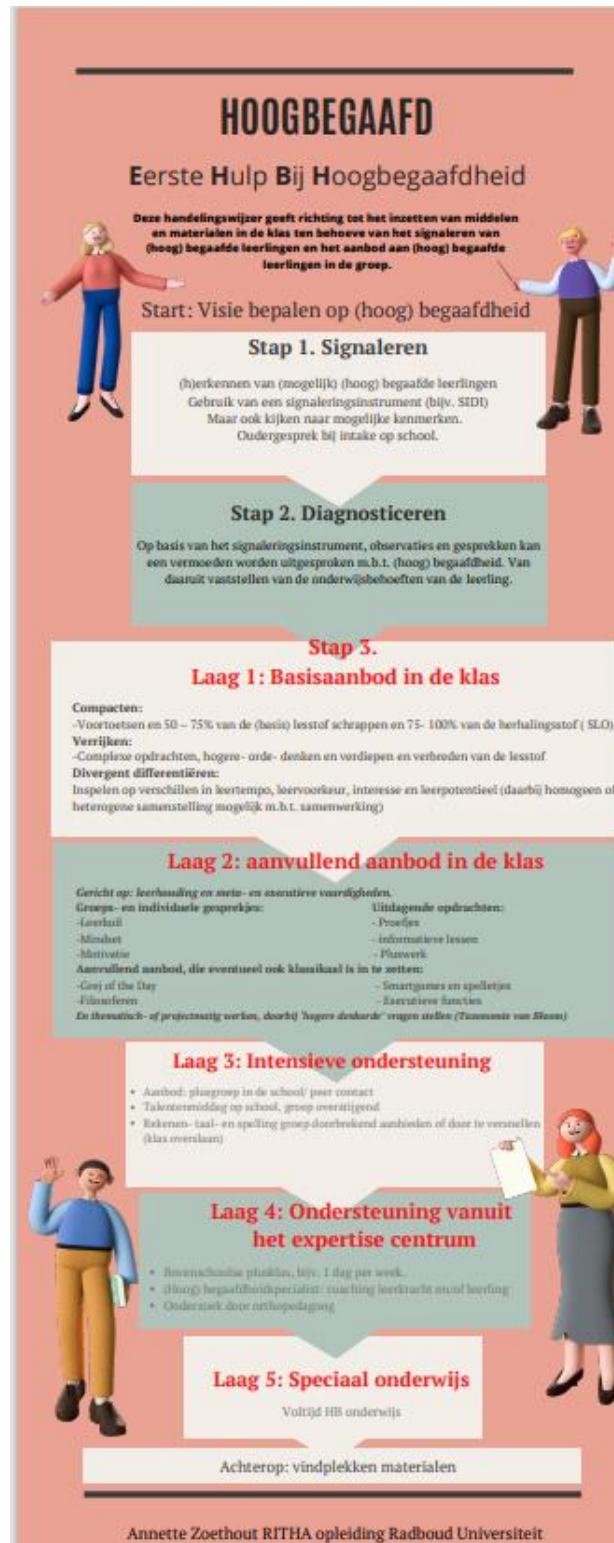 HOOGBEGAAFD
Eerste Hulp Bij Hoogbegaafdheid
Deze handelingswijzer geeft richting tot het inzetten van middelen
en materialen in de klas ten behoeve van het signaleren van
(hoog) begaafde leerlingen en het aanbod aan (hoog) begaafde
leerlingen in de groep.
Start: Visie bepalen op (hoog) begaafdheid
Stap 1. Signaleren
(h)erkennen van (mogelijk) (hoog) begaafde leerlingen
Gebruik van een signaleringsinstrument (bijv. SIDI)
Maar ook kijken naar mogelijke kenmerken.
Oudergesprek bij intake op school.
Stap 2. Diagnosticeren
Op basis van het signaleringsinstrument, observaties en gesprekken kan
een vermoeden worden uitgesproken m.b.t. (hoog) begaafdheid. Van
daaruit vaststellen van de onderwijsbehoeften van de leerling.
Stap 3.
Laag 1: Basisaanbod in de klas
Compacten:
-Voortoetsen en 50 – 75% van de (basis) lesstof schrappen en 75- 100% van de herhalingsstof ( SLO)
Verrijken:
-Complexe opdrachten, hogere- orde- denken en verdiepen en verbreden van de lesstof
Divergent differentiëren:
Inspelen op verschillen in leertempo, leervoorkeur, interesse en leerpotentieel (daarbij homogeen of
heterogene samenstelling mogelijk m.b.t. samenwerking)
Laag 2: aanvullend aanbod in de klas
Gericht op: leerhouding en meta- en executieve vaardigheden.
Groeps- en individuele gesprekjes: Uitdagende opdrachten:
-Leerkuil - Proefjes
-Mindset - informatieve lessen
-Motivatie - Pluswerk
Aanvullend aanbod, die eventueel ook klassikaal is in te zetten:
-Grej of the Day - Smartgames en spelletjes
-Filosoferen - Executieve functies
En thematisch- of projectmatig werken, daarbij 'hogere denkorde' vragen stellen (Taxonomie van Bloom)
Laag 3: Intensieve ondersteuning
• Aanbod: plusgroep in de school/ peer contact
• Talentenmiddag op school, groep overstijgend
• Rekenen- taal- en spelling groep doorbrekend aanbieden of door te versnellen
(klas overslaan)
Laag 4: Ondersteuning vanuit
het expertise centrum
• Bovenschoolse plusklas, bijv. 1 dag per week.
• (Hoog) begaafdheidspecialist: coaching leerkracht en/of leerling
• Onderzoek door orthopedagoog
Laag 5: Speciaal onderwijs
Voltijd HB onderwijs
Achterop: vindplekken materialen
Annette Zoethout RITHA opleiding Radboud Universiteit